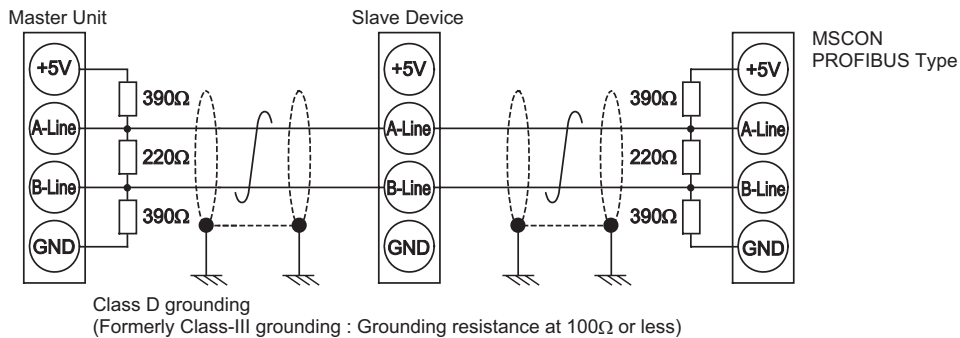 Master Unit
Slave Device
MSCON
PROFIBUS Type
+5V
A-Line
B-Line
GND
390Ω
220Ω
390Ω
+5V
A-Line
B-Line
GND
390Ω
220Ω
390Ω
+5V
A-Line
B-Line
GND
Class D grounding
(Formerly Class-III grounding : Grounding resistance at 100Ω or less)